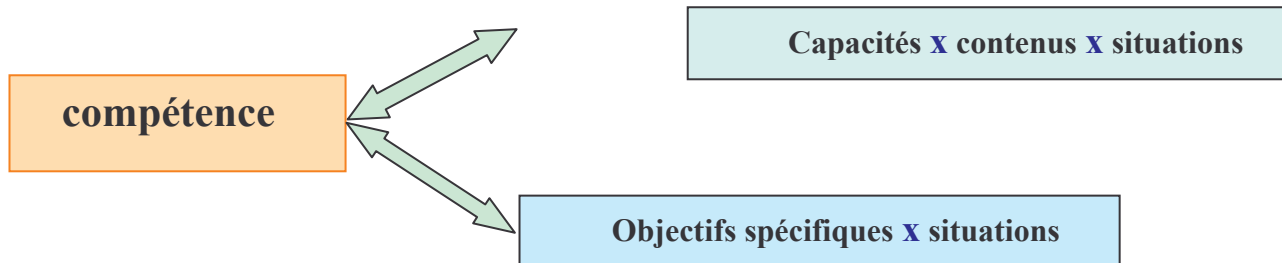 Capacités x contenus x situations
compétence
Objectifs spécifiques x situations